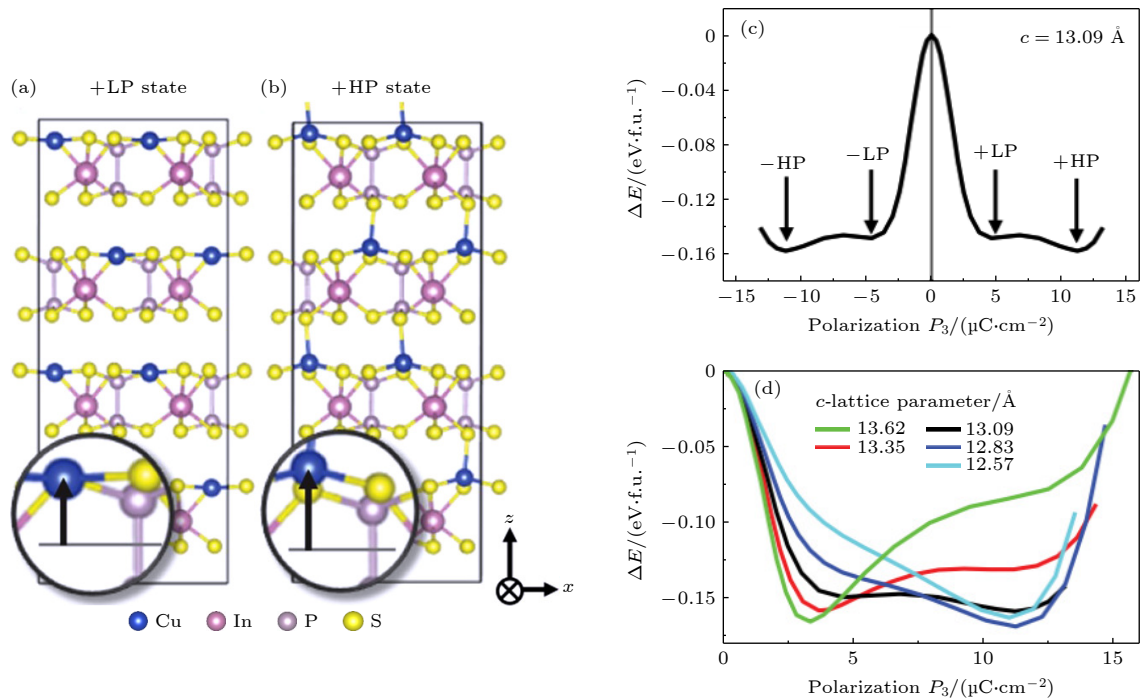 (a) +LP state
(b) +HP state
z
x
Cu In P S
(c)
c = 13.09 Å
−HP −LP +LP +HP
0
−0.04
−0.08
−0.12
−0.16
ΔE/(eV·f.u.⁻¹)
−15 −10 −5 0 5 10 15
Polarization P₃/(μC·cm⁻²)
(d)
c-lattice parameter/Å
13.62 13.09
13.35 12.83
12.57
0
−0.05
−0.10
−0.15
ΔE/(eV·f.u.⁻¹)
0 5 10 15
Polarization P₃/(μC·cm⁻²)